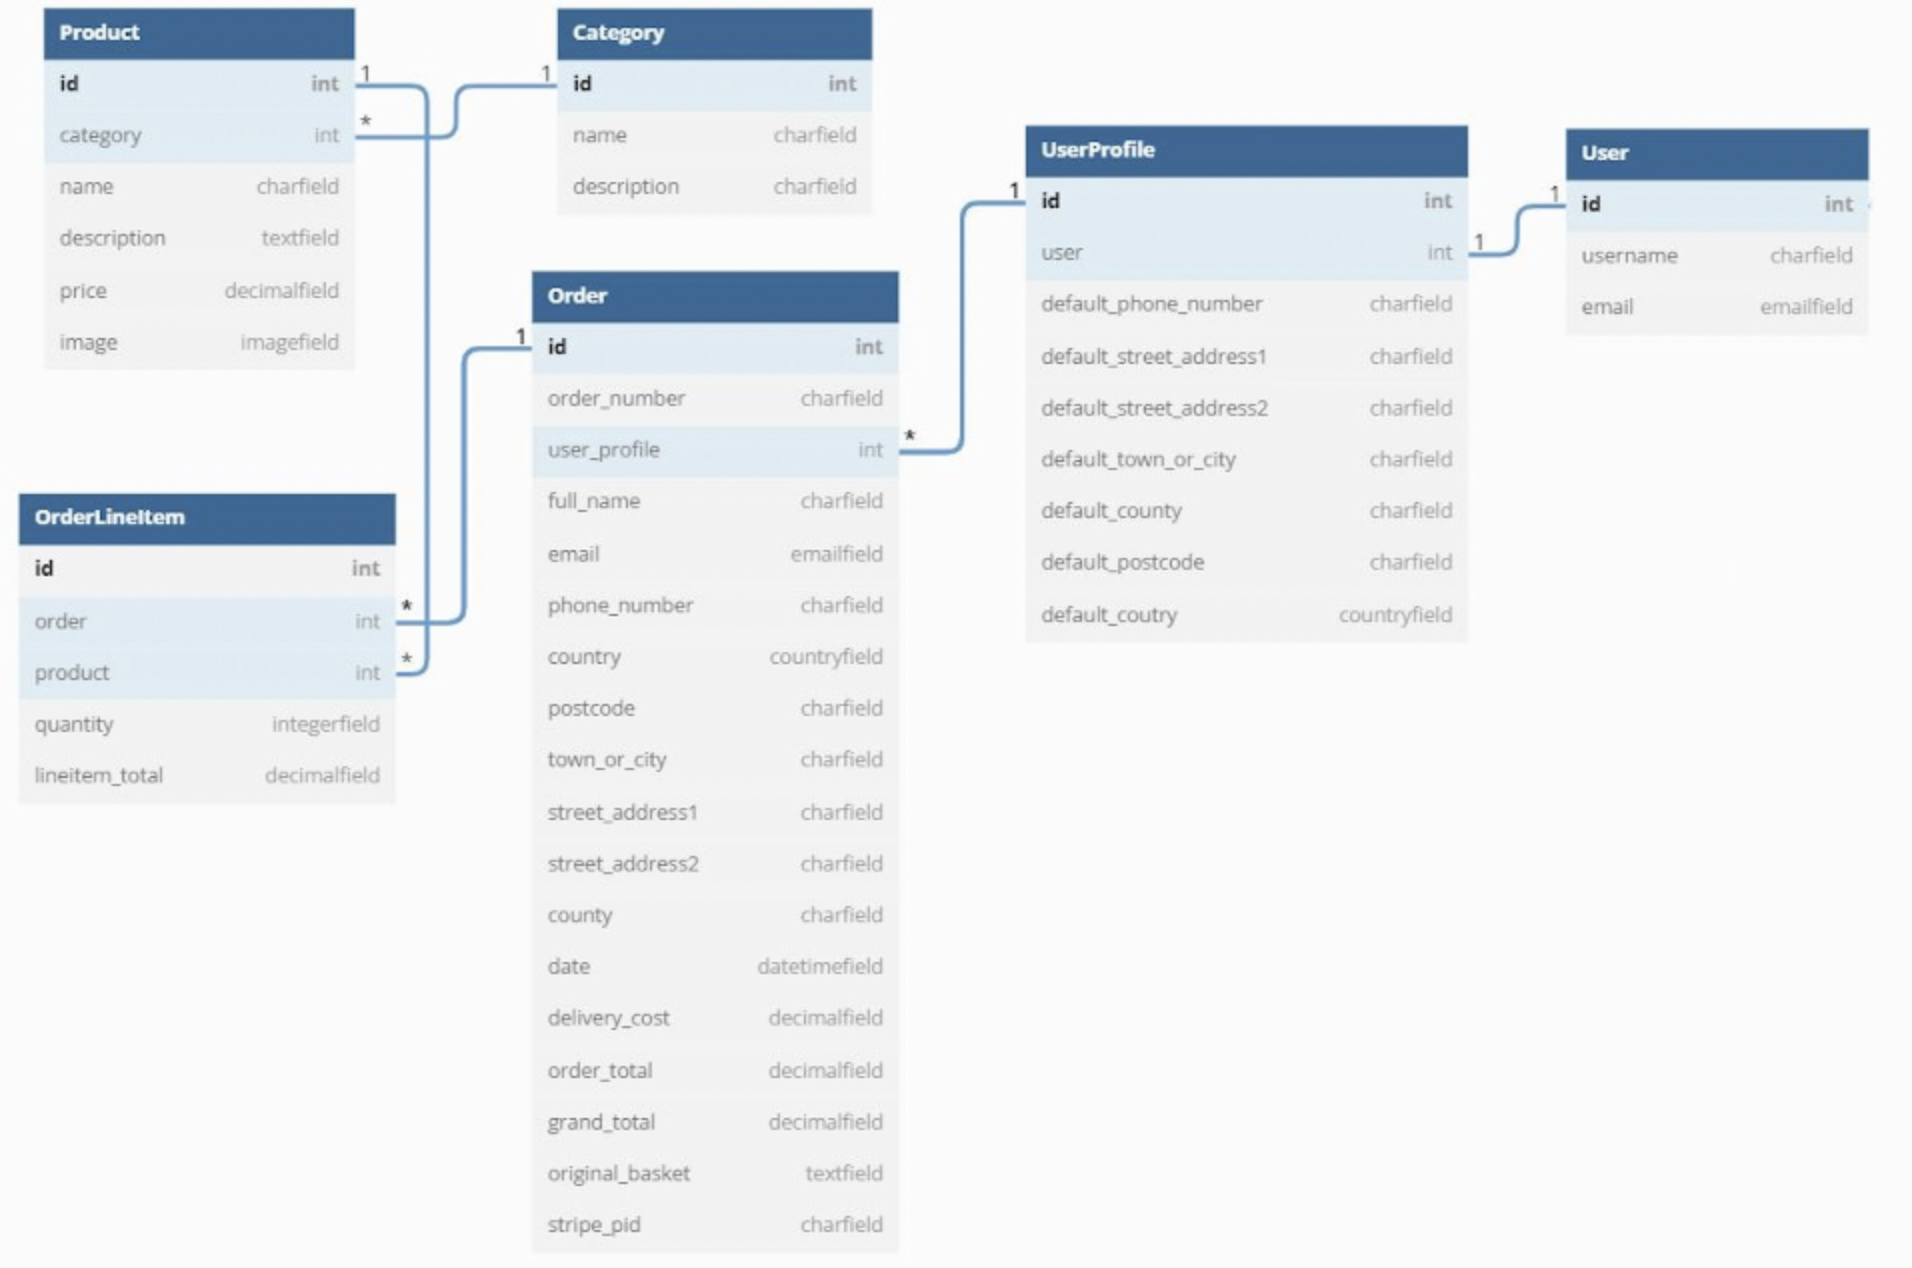 Product
id int
category int
name charfield
description textfield
price decimalfield
image imagefield
1
*
Category
1
id int
name charfield
description charfield
UserProfile
1
id int
user int
1
default_phone_number charfield
default_street_address1 charfield
default_street_address2 charfield
default_town_or_city charfield
default_county charfield
default_postcode charfield
default_coutry countryfield
User
1
id int
username charfield
email emailfield
Order
1
id int
order_number charfield
user_profile int
*
full_name charfield
email emailfield
phone_number charfield
country countryfield
postcode charfield
town_or_city charfield
street_address1 charfield
street_address2 charfield
county charfield
date datetimefield
delivery_cost decimalfield
order_total decimalfield
grand_total decimalfield
original_basket textfield
stripe_pid charfield
OrderLineItem
id int
order int
*
product int
*
quantity integerfield
lineitem_total decimalfield